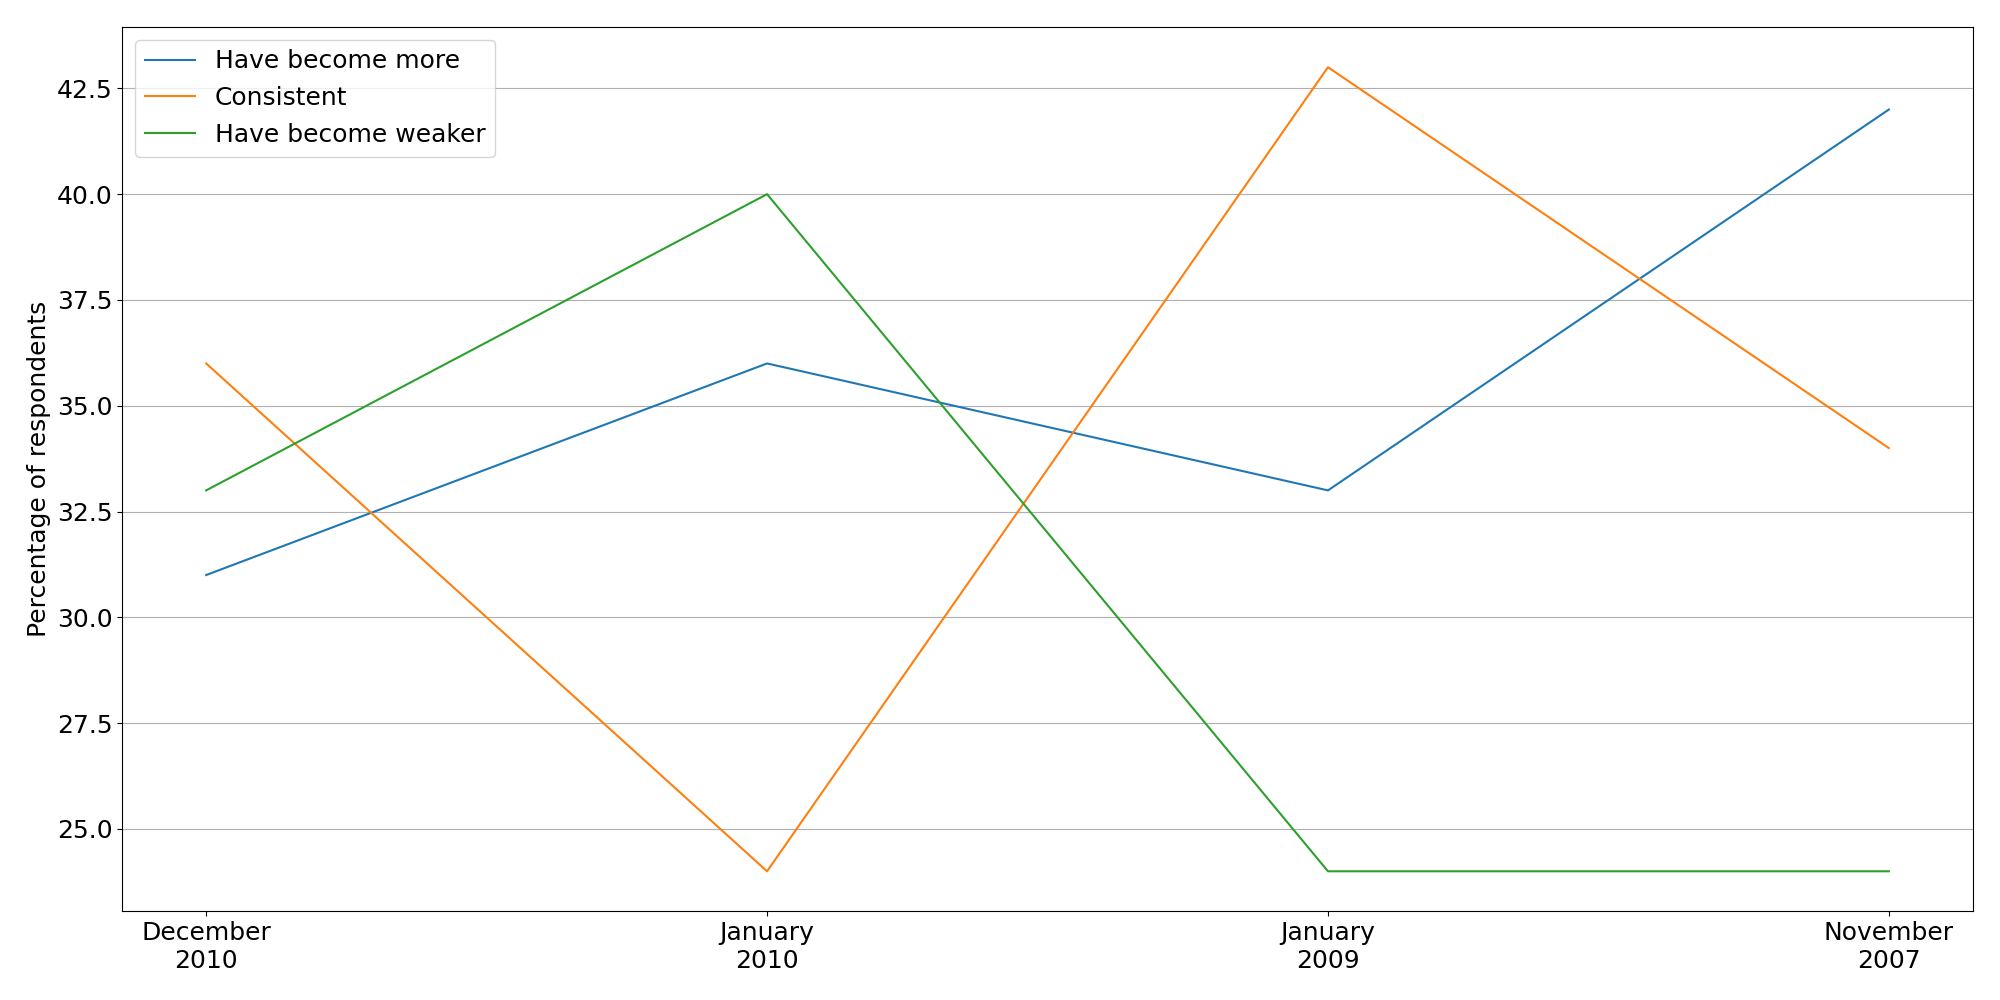 Have become more
Consistent
Have become weaker
Percentage of respondents
42.5
40.0
37.5
35.0
32.5
30.0
27.5
25.0
December
2010
January
2010
January
2009
November
2007